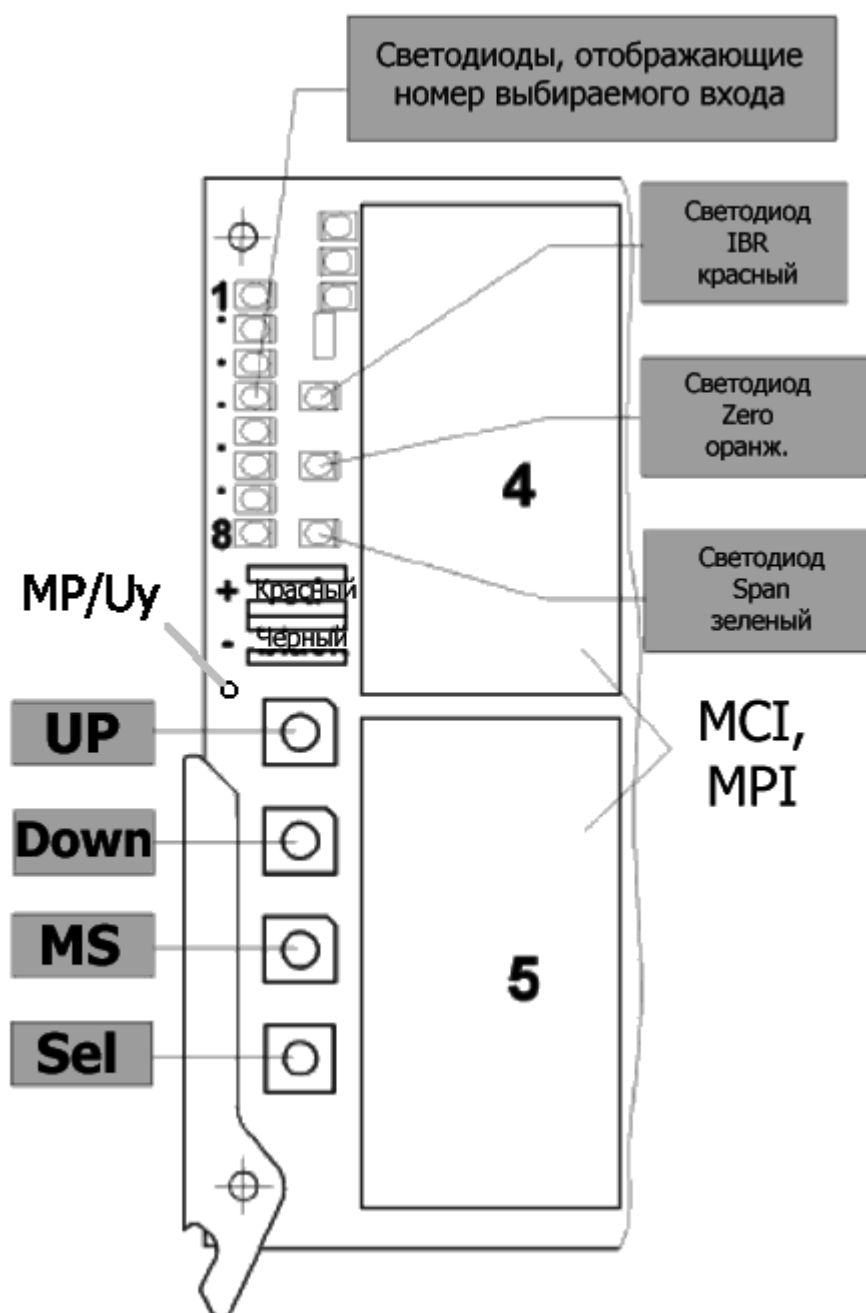 Светодиоды, отображающие
номер выбираемого входа
Светодиод
IBR
красный
1
Светодиод
Zero
оранж.
4
8
Светодиод
Span
зеленый
+ Красный
MP/Uy
- Черный
UP
MCI,
MPI
Down
MS
5
Sel